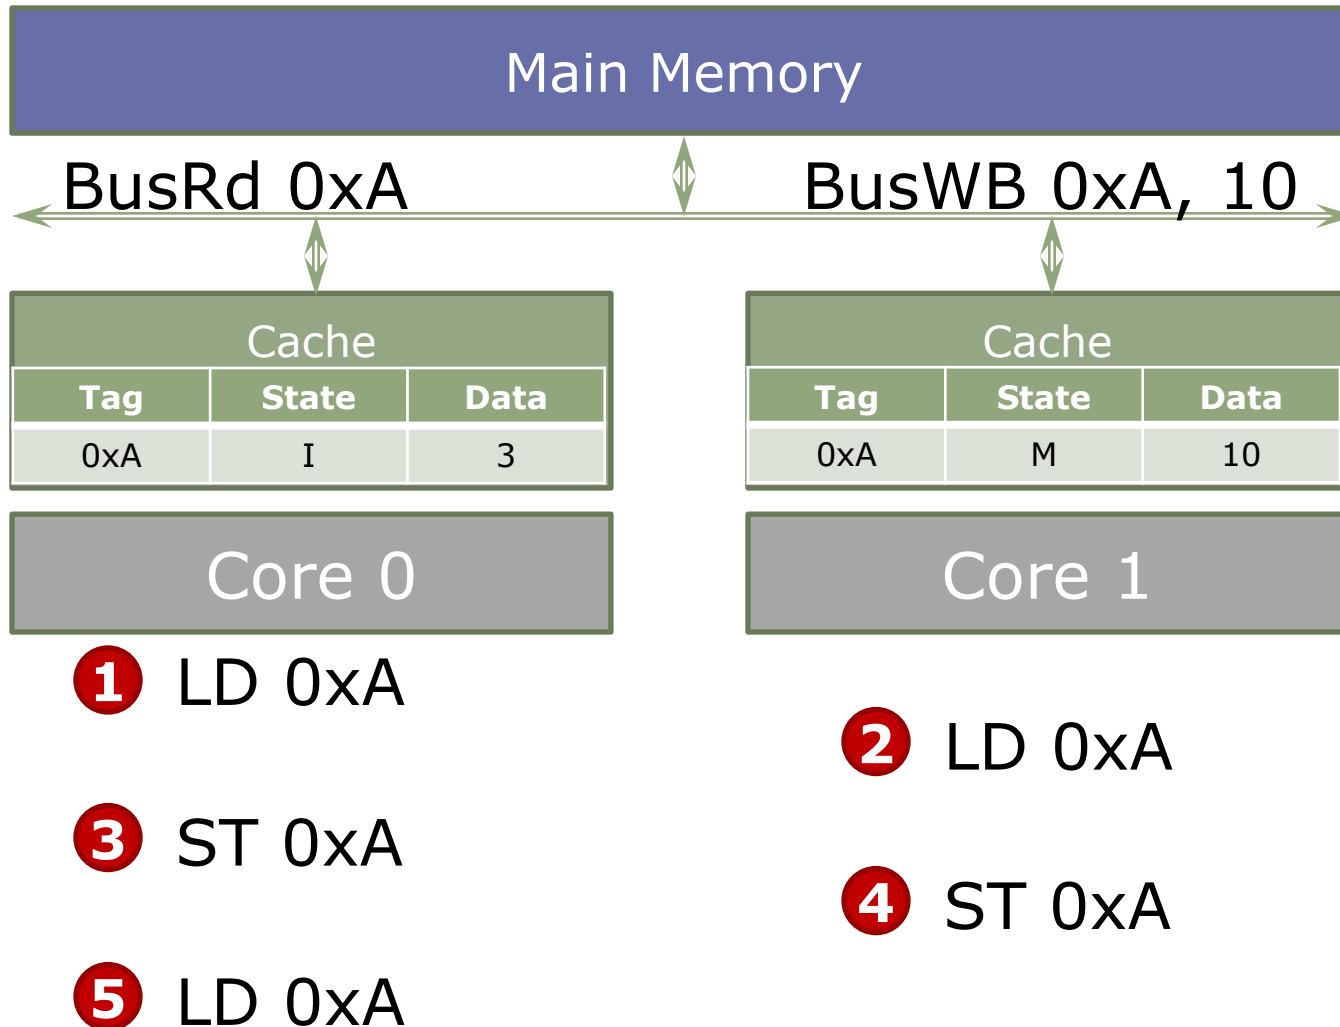 Main Memory
BusRd 0xA
BusWB 0xA, 10
Cache
Tag State Data
0xA I 3
Cache
Tag State Data
0xA M 10
Core 0
Core 1
1 LD 0xA
2 LD 0xA
3 ST 0xA
4 ST 0xA
5 LD 0xA